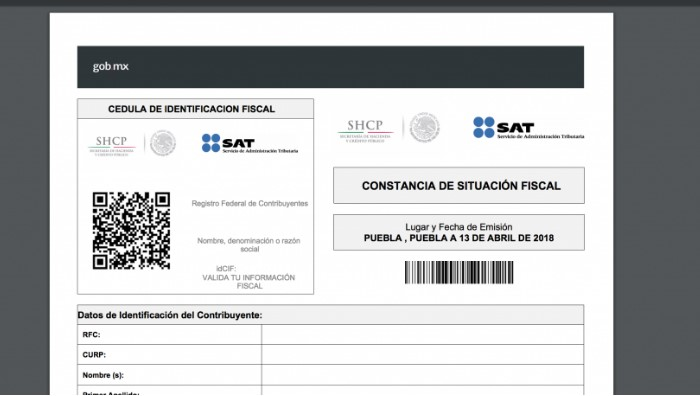 gob mx
CEDULA DE IDENTIFICACION FISCAL
SHCP
SECRETARÍA DE HACIENDA
Y CRÉDITO PÚBLICO
SAT
Servicio de Administración Tributaria
Registro Federal de Contribuyentes
Nombre, denominación o razón
social
idCIF:
VALIDA TU INFORMACIÓN
FISCAL
SHCP
SECRETARÍA DE HACIENDA
Y CRÉDITO PÚBLICO
SAT
Servicio de Administración Tributaria
CONSTANCIA DE SITUACIÓN FISCAL
Lugar y Fecha de Emisión
PUEBLA , PUEBLA A 13 DE ABRIL DE 2018
Datos de Identificación del Contribuyente:
RFC:
CURP:
Nombre (s):
Primer Apellido: